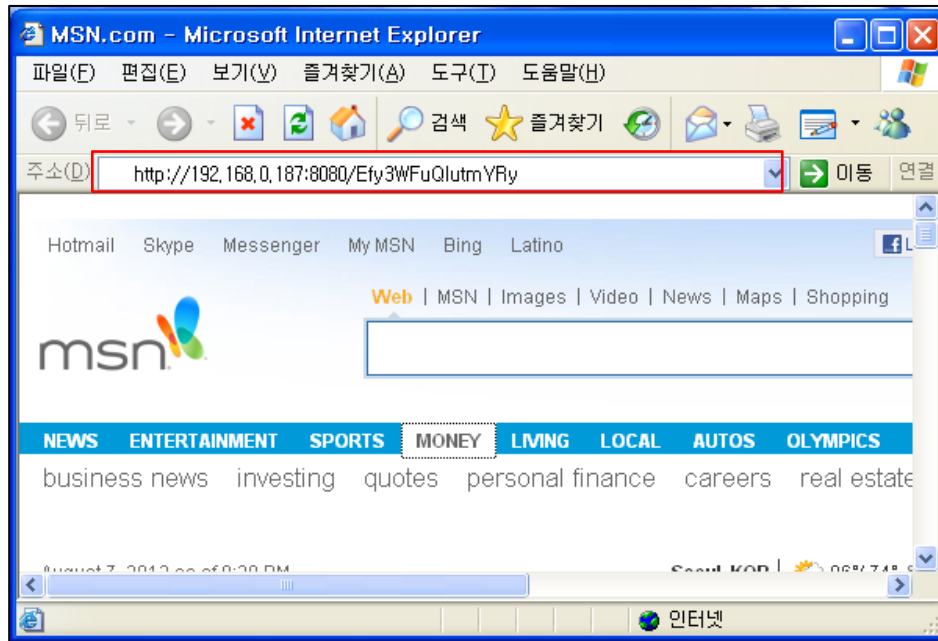 MSN.com - Microsoft Internet Explorer
파일(F) 편집(E) 보기(V) 즐겨찾기(A) 도구(T) 도움말(H)
뒤로 검색 즐겨찾기
주소(D) http://192.168.0.187:8080/Efy3WFuQlutmYRy 이동 연결
Hotmail Skype Messenger My MSN Bing Latino
Web | MSN | Images | Video | News | Maps | Shopping
msn
NEWS ENTERTAINMENT SPORTS MONEY LIVING LOCAL AUTOS OLYMPICS
business news investing quotes personal finance careers real estate
인터넷